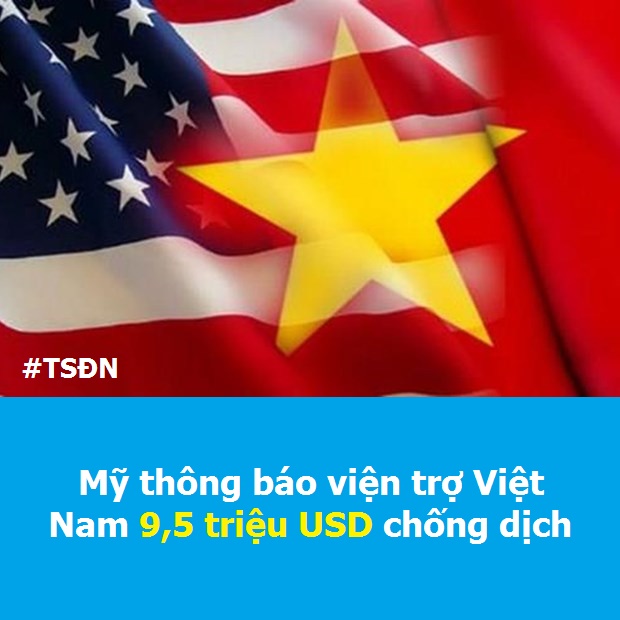 #TSĐN
Mỹ thông báo viện trợ Việt
Nam 9,5 triệu USD chống dịch